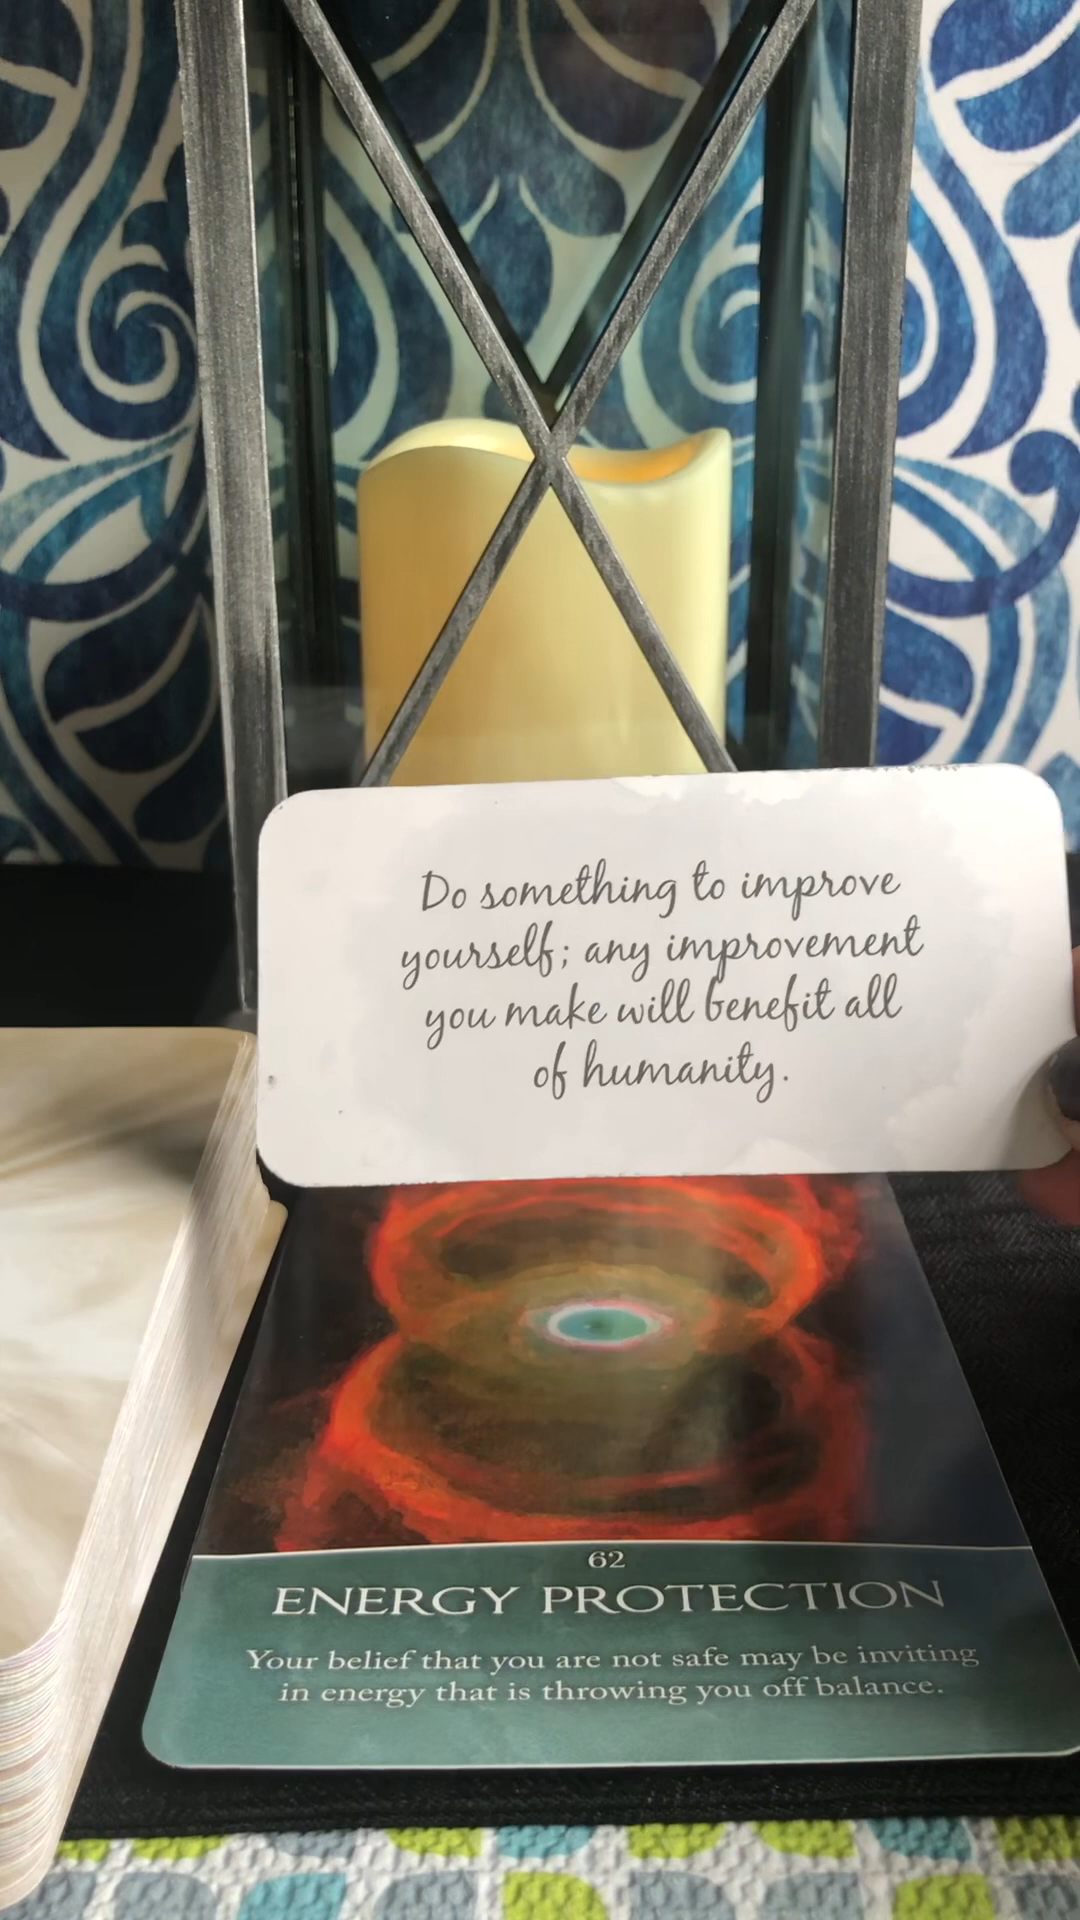 Do something to improve
yourself; any improvement
you make will benefit all
of humanity.
62
ENERGY PROTECTION
Your belief that you are not safe may be inviting
in energy that is throwing you off balance.